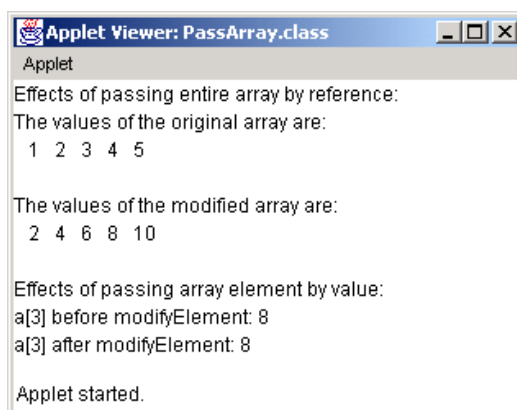 Applet Viewer: PassArray.class
Applet
Effects of passing entire array by reference:
The values of the original array are:
1 2 3 4 5
The values of the modified array are:
2 4 6 8 10
Effects of passing array element by value:
a[3] before modifyElement: 8
a[3] after modifyElement: 8
Applet started.